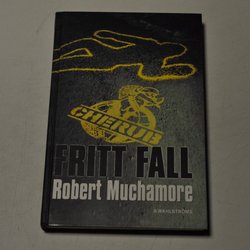 CHERUB
FRITT FALL
Robert Muchamore
B.WAHLSTRÖMS